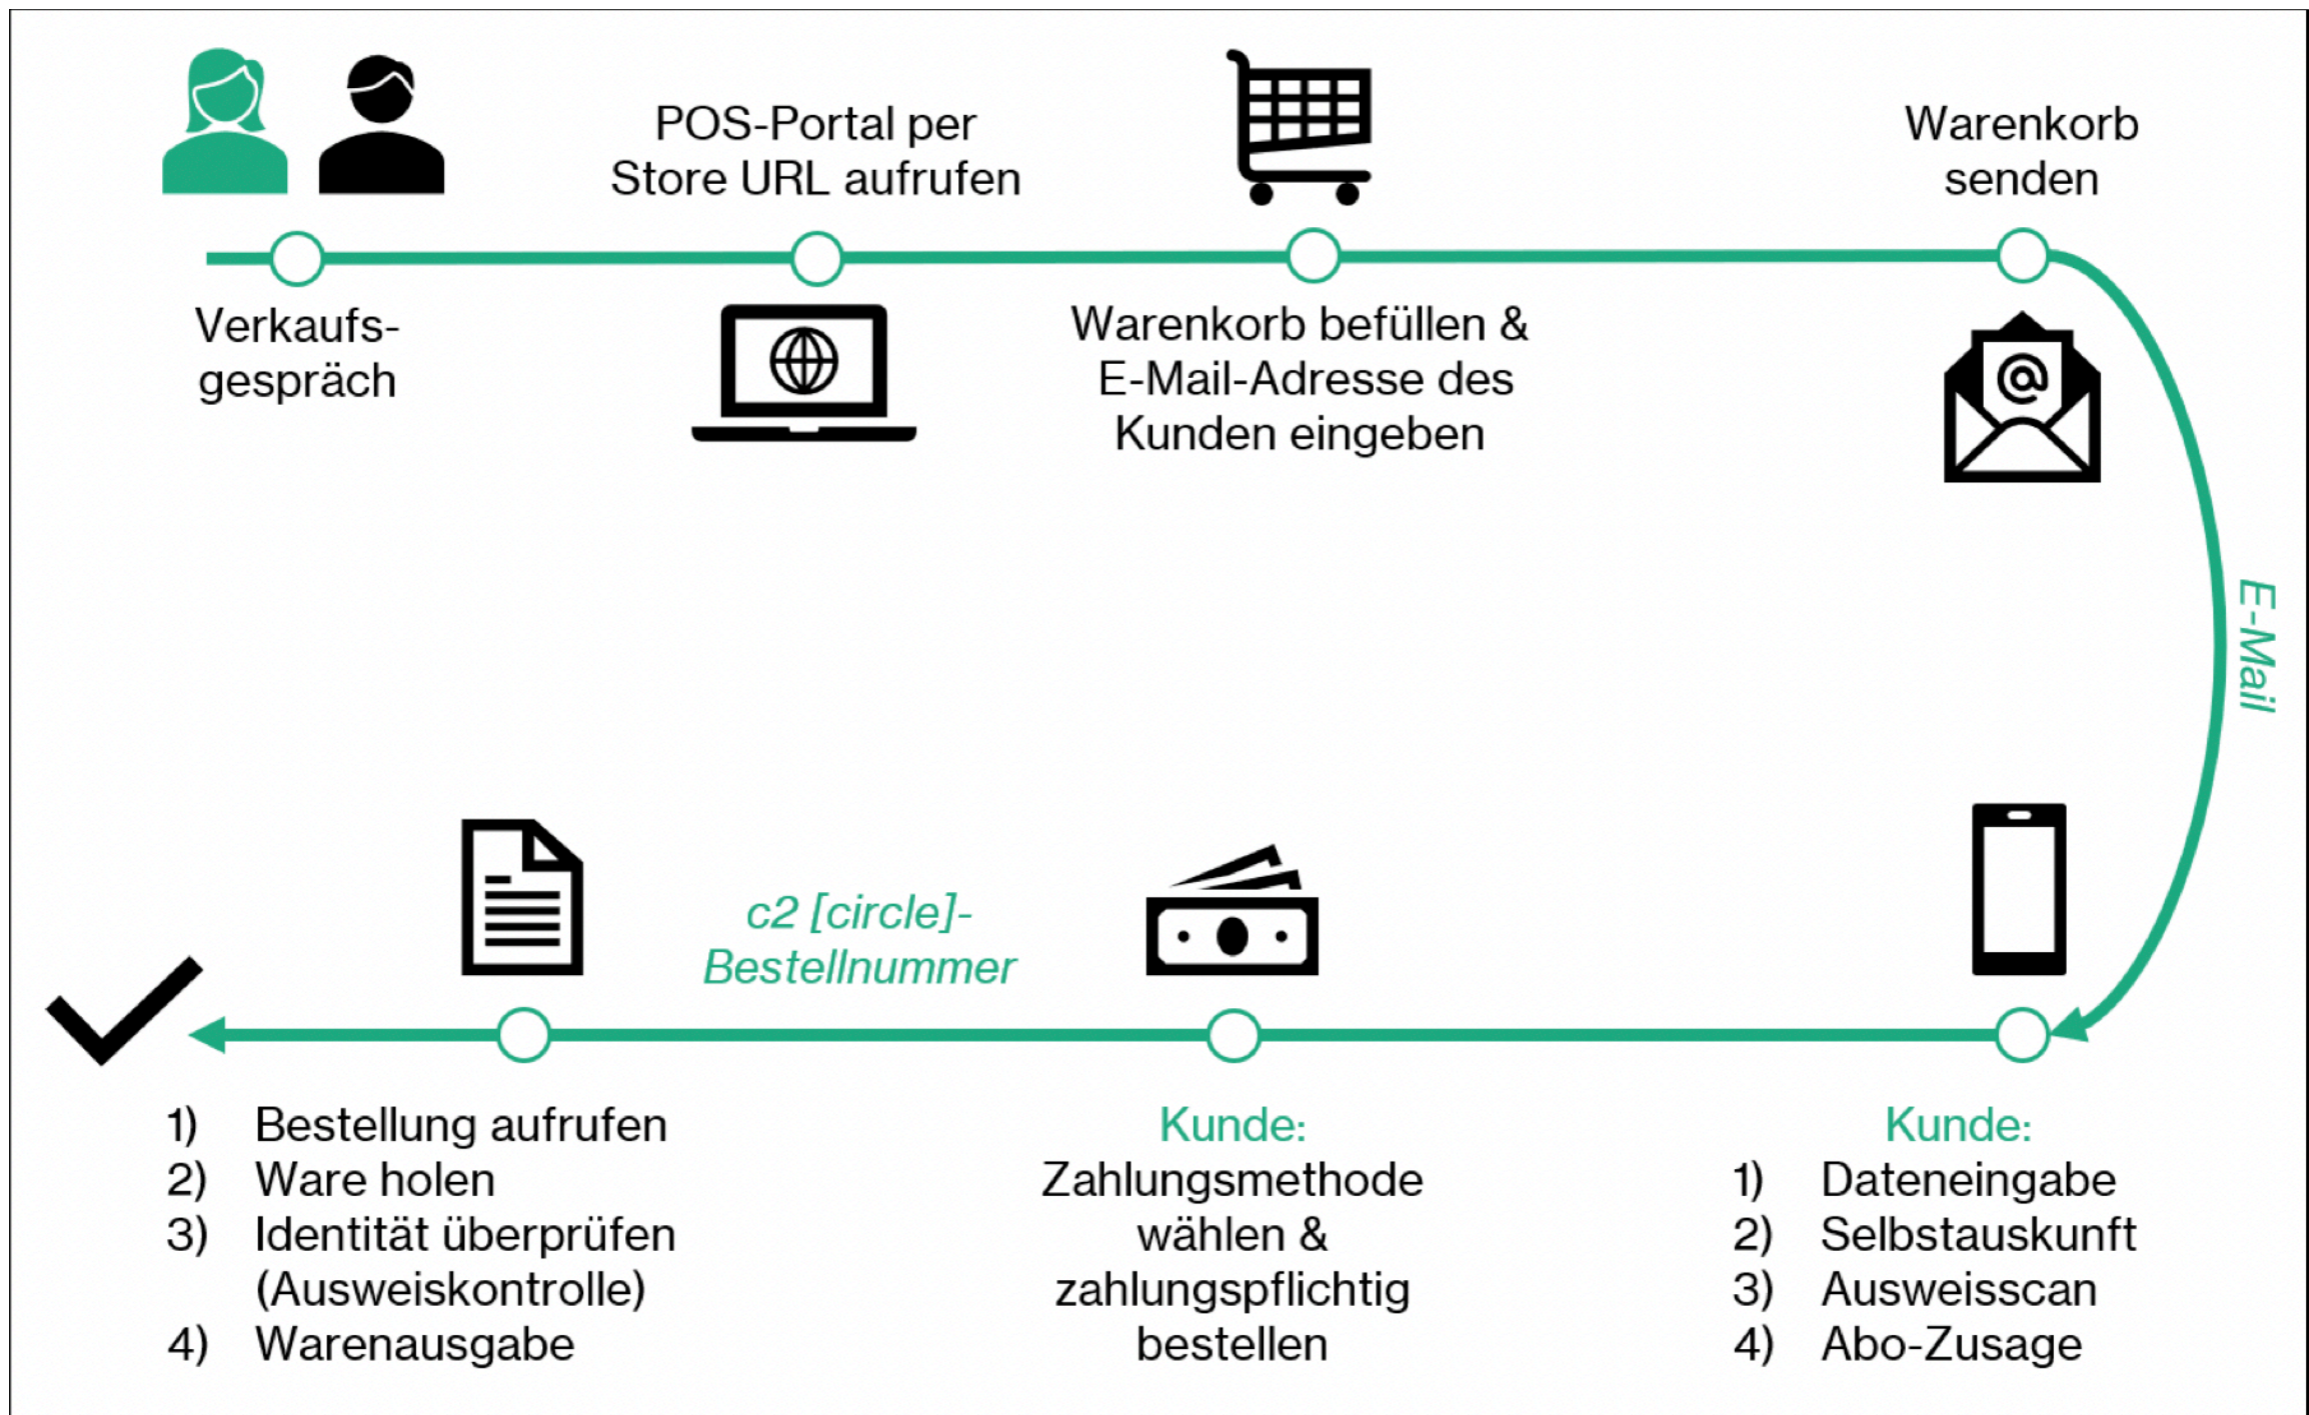 Verkaufs-
gespräch
POS-Portal per
Store URL aufrufen
Warenkorb befüllen &
E-Mail-Adresse des
Kunden eingeben
Warenkorb
senden
@
E-Mail
Kunde:
1) Dateneingabe
2) Selbstauskunft
3) Ausweisscan
4) Abo-Zusage
Kunde:
Zahlungsmethode
wählen &
zahlungspflichtig
bestellen
c2 [circle]-
Bestellnummer
1) Bestellung aufrufen
2) Ware holen
3) Identität überprüfen
(Ausweiskontrolle)
4) Warenausgabe